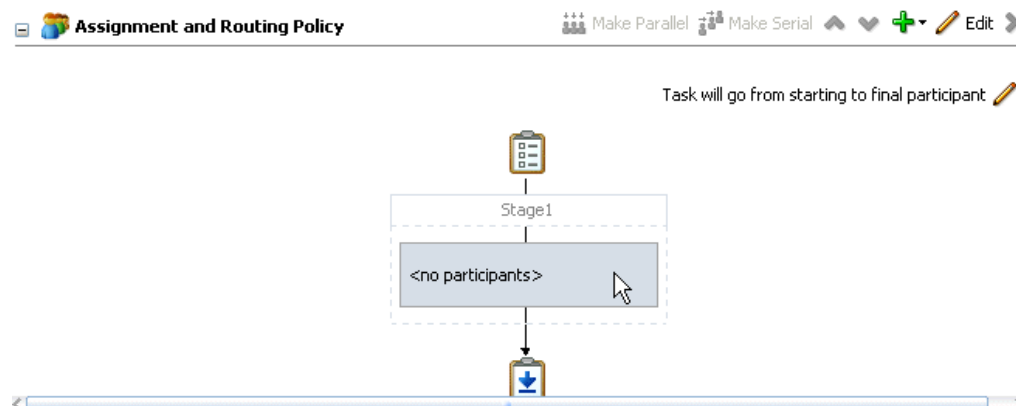 Assignment and Routing Policy
Make Parallel Make Serial Edit
Task will go from starting to final participant
Stage1
<no participants>